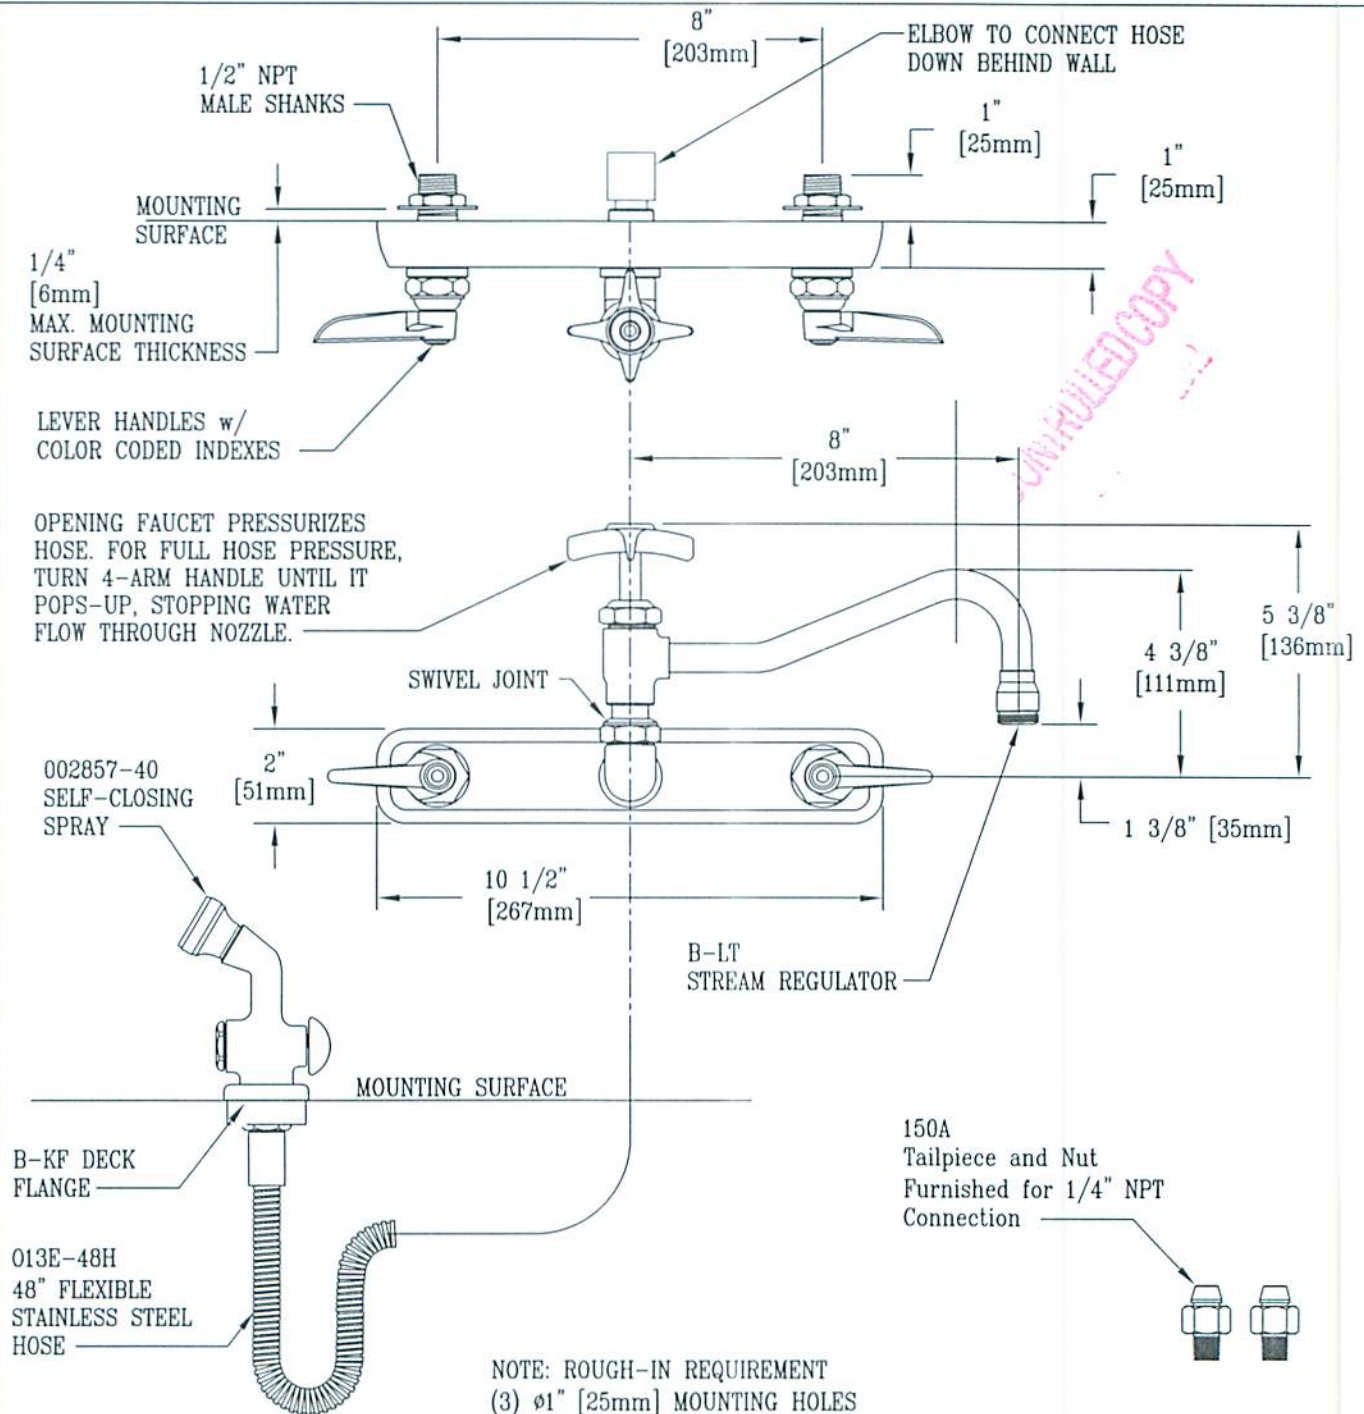 8"
[203mm]
ELBOW TO CONNECT HOSE
DOWN BEHIND WALL
1/2" NPT
MALE SHANKS
1"
[25mm]
1"
[25mm]
MOUNTING
SURFACE
1/4"
[6mm]
MAX. MOUNTING
SURFACE THICKNESS
LEVER HANDLES w/
COLOR CODED INDEXES
8"
[203mm]
OPENING FAUCET PRESSURIZES
HOSE. FOR FULL HOSE PRESSURE,
TURN 4-ARM HANDLE UNTIL IT
POPS-UP, STOPPING WATER
FLOW THROUGH NOZZLE.
5 3/8"
[136mm]
4 3/8"
[111mm]
SWIVEL JOINT
2"
[51mm]
002857-40
SELF-CLOSING
SPRAY
1 3/8" [35mm]
10 1/2"
[267mm]
B-LT
STREAM REGULATOR
MOUNTING SURFACE
B-KF DECK
FLANGE
150A
Tailpiece and Nut
Furnished for 1/4" NPT
Connection
013E-48H
48" FLEXIBLE
STAINLESS STEEL
HOSE
NOTE: ROUGH-IN REQUIREMENT
(3) ø1" [25mm] MOUNTING HOLES